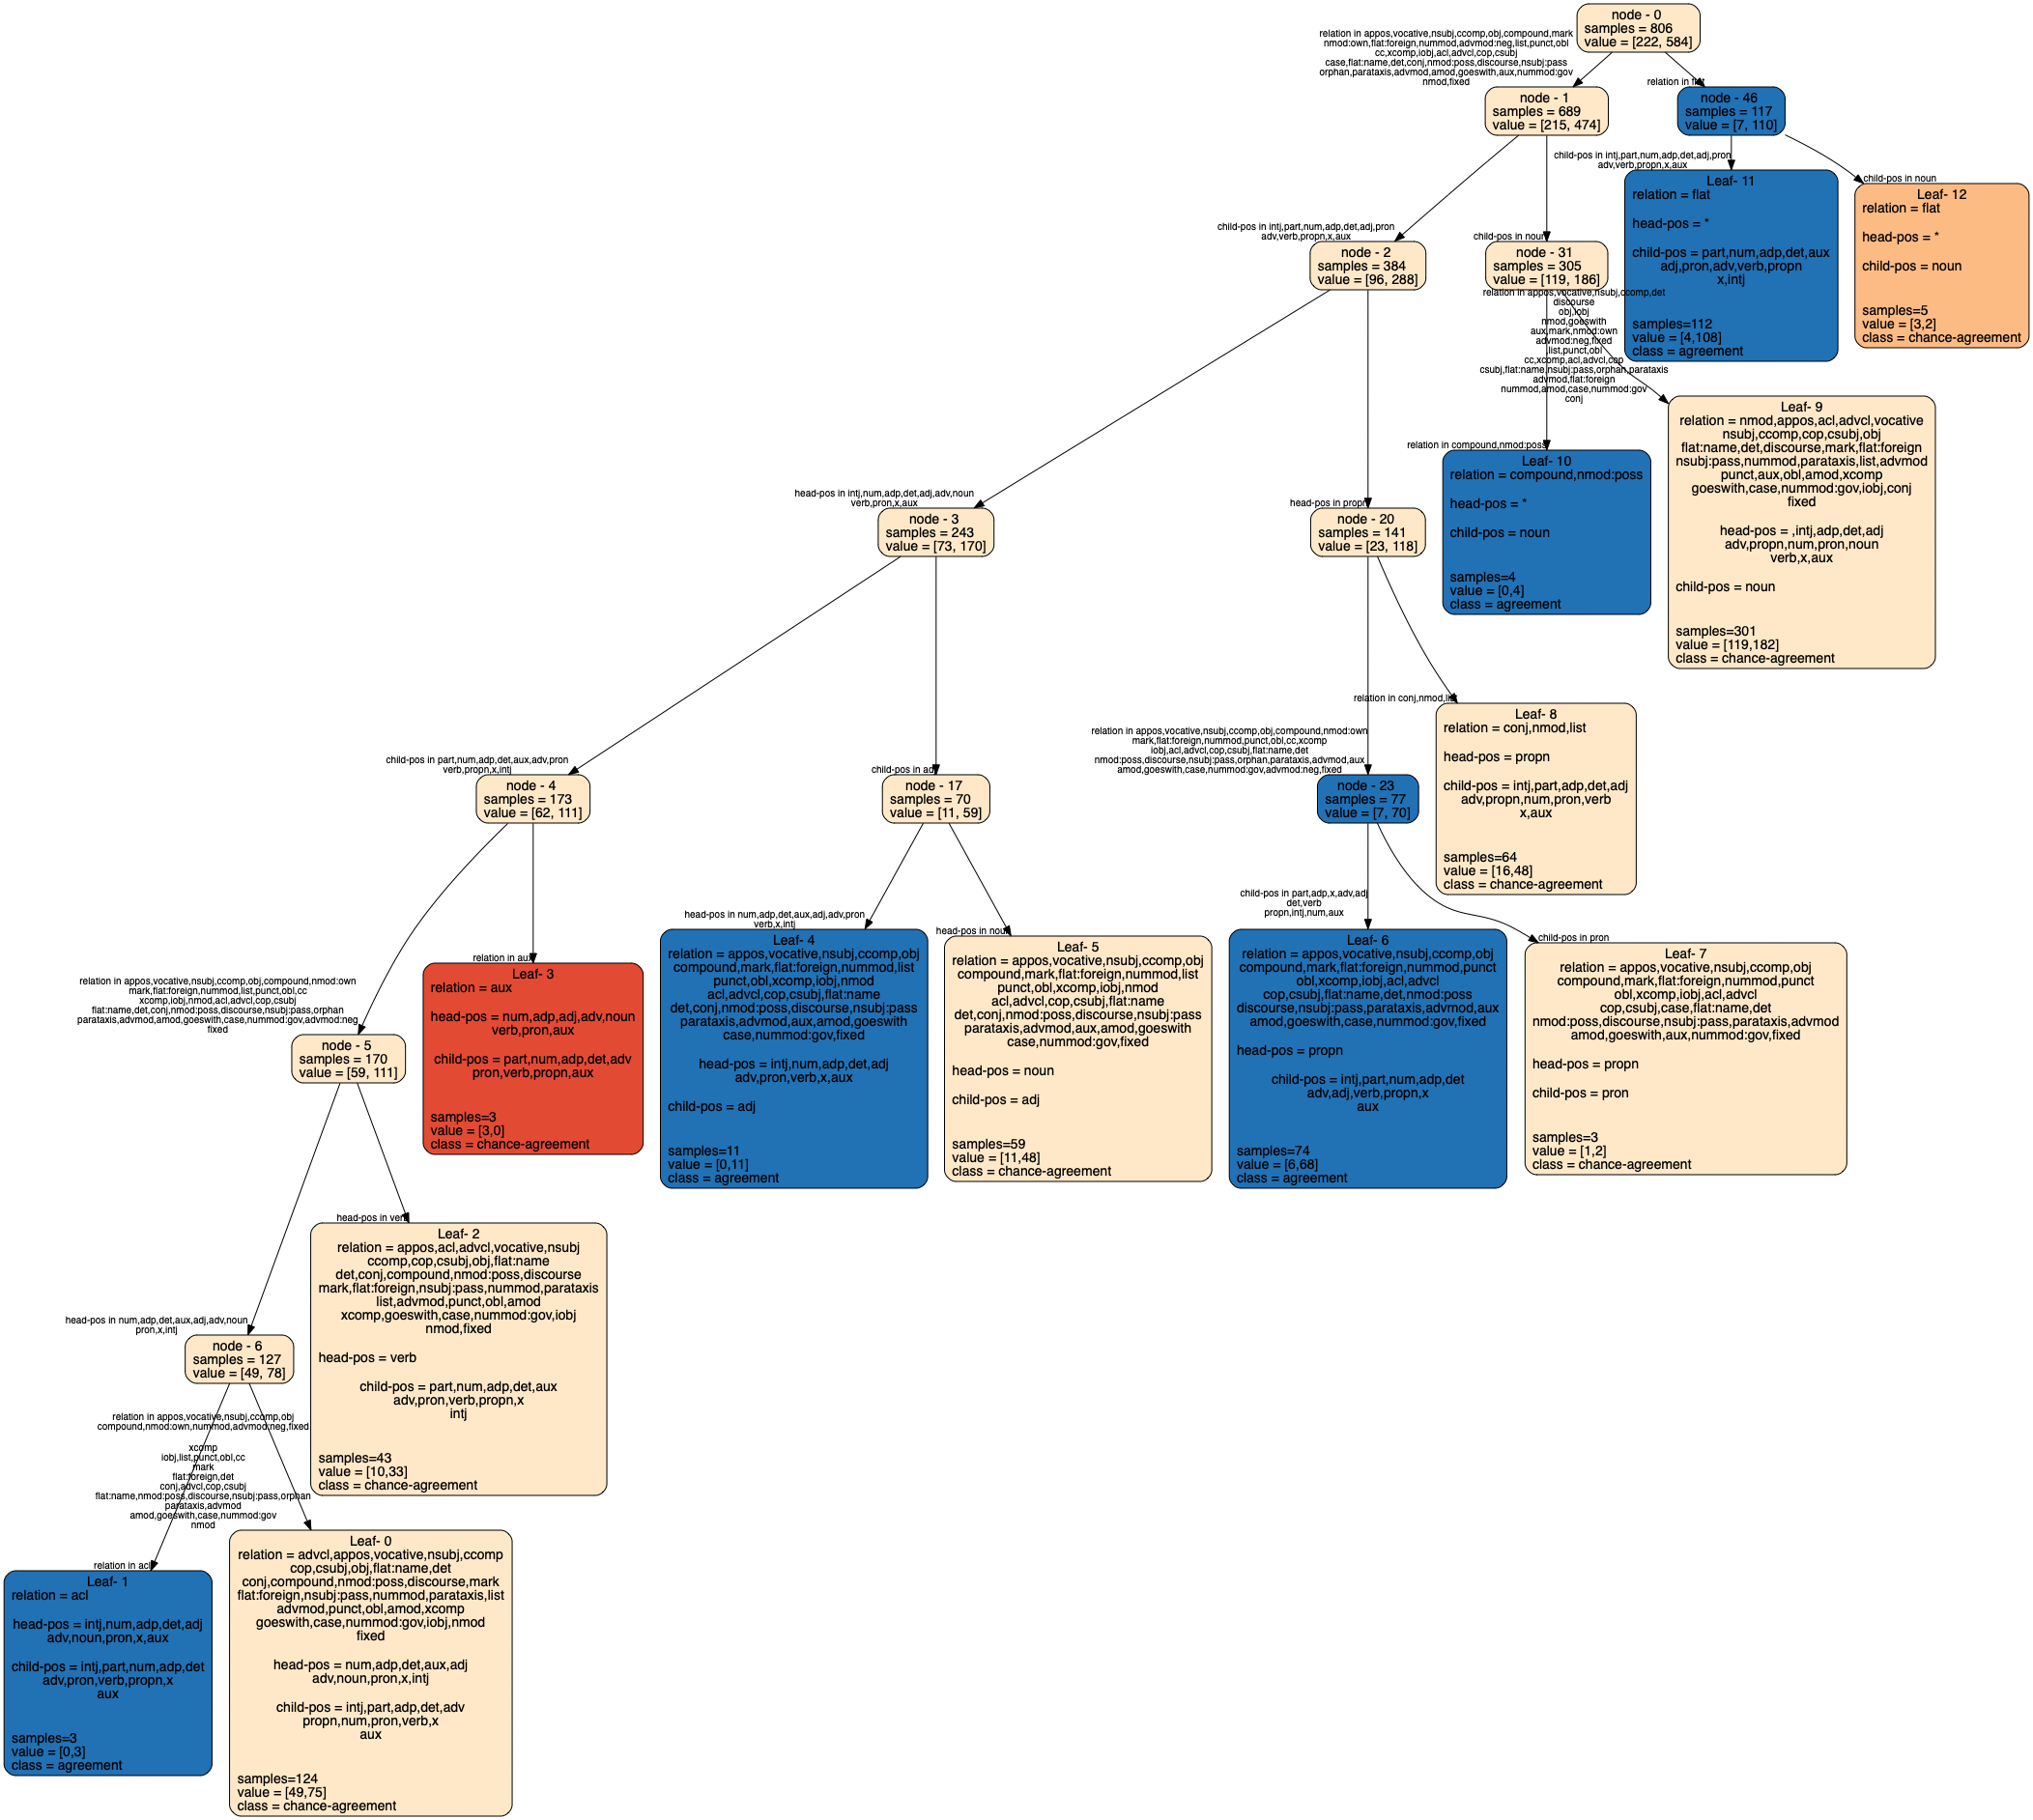 node - 0
samples = 806
value = [222, 584]
relation in appos,vocative,nsubj,ccomp,obj,compound,mark
nmod:own,flat:foreign,nummod,advmod:neg,list,punct,obl
cc,xcomp,iobj,acl,advcl,cop,csubj
case,flat:name,det,conj,nmod:poss,discourse,nsubj:pass
orphan,parataxis,advmod,amod,goeswith,aux,nummod:gov
nmod,fixed
relation in flat
node - 1
samples = 689
value = [215, 474]
node - 46
samples = 117
value = [7, 110]
child-pos in intj,part,num,adp,det,adj,pron
adv,verb,propn,x,aux
child-pos in noun
Leaf- 11
relation = flat
head-pos = *
child-pos = part,num,adp,det,aux
adj,pron,adv,verb,propn
x,intj
samples=112
value = [4,108]
class = agreement
Leaf- 12
relation = flat
head-pos = *
child-pos = noun
samples=5
value = [3,2]
class = chance-agreement
child-pos in intj,part,num,adp,det,adj,pron
adv,verb,propn,x,aux
child-pos in noun
node - 2
samples = 384
value = [96, 288]
node - 31
samples = 305
value = [119, 186]
relation in appos,vocative,nsubj,ccomp,det
discourse
obj,iobj
nmod,goeswith
aux,mark,nmod:own
advmod:neg,fixed
list,punct,obl
cc,xcomp,acl,advcl,cop
csubj,flat:name,nsubj:pass,orphan,parataxis
advmod,flat:foreign
nummod,amod,case,nummod:gov
conj
relation in compound,nmod:poss
Leaf- 10
relation = compound,nmod:poss
head-pos = *
child-pos = noun
samples=4
value = [0,4]
class = agreement
Leaf- 9
relation = nmod,appos,acl,advcl,vocative
nsubj,ccomp,cop,csubj,obj
flat:name,det,discourse,mark,flat:foreign
nsubj:pass,nummod,parataxis,list,advmod
punct,aux,obl,amod,xcomp
goeswith,case,nummod:gov,iobj,conj
fixed
head-pos = ,intj,adp,det,adj
adv,propn,num,pron,noun
verb,x,aux
child-pos = noun
samples=301
value = [119,182]
class = chance-agreement
head-pos in intj,num,adp,det,adj,adv,noun
verb,pron,x,aux
head-pos in propn
node - 3
samples = 243
value = [73, 170]
node - 20
samples = 141
value = [23, 118]
relation in appos,vocative,nsubj,ccomp,obj,compound,nmod:own
mark,flat:foreign,nummod,punct,obl,cc,xcomp
iobj,acl,advcl,cop,csubj,flat:name,det
nmod:poss,discourse,nsubj:pass,orphan,parataxis,advmod,aux
amod,goeswith,case,nummod:gov,advmod:neg,fixed
relation in conj,nmod,list
Leaf- 8
relation = conj,nmod,list
head-pos = propn
child-pos = intj,part,adp,det,adj
adv,propn,num,pron,verb
x,aux
samples=64
value = [16,48]
class = chance-agreement
child-pos in part,num,adp,det,aux,adv,pron
verb,propn,x,intj
child-pos in adj
node - 4
samples = 173
value = [62, 111]
node - 17
samples = 70
value = [11, 59]
node - 23
samples = 77
value = [7, 70]
child-pos in part,adp,x,adv,adj
det,verb
propn,intj,num,aux
child-pos in pron
head-pos in num,adp,det,aux,adj,adv,pron
verb,x,intj
head-pos in noun
Leaf- 4
relation = appos,vocative,nsubj,ccomp,obj
compound,mark,flat:foreign,nummod,list
punct,obl,xcomp,iobj,nmod
acl,advcl,cop,csubj,flat:name
det,conj,nmod:poss,discourse,nsubj:pass
parataxis,advmod,aux,amod,goeswith
case,nummod:gov,fixed
head-pos = intj,num,adp,det,adj
adv,pron,verb,x,aux
child-pos = adj
samples=11
value = [0,11]
class = agreement
Leaf- 5
relation = appos,vocative,nsubj,ccomp,obj
compound,mark,flat:foreign,nummod,list
punct,obl,xcomp,iobj,nmod
acl,advcl,cop,csubj,flat:name
det,conj,nmod:poss,discourse,nsubj:pass
parataxis,advmod,aux,amod,goeswith
case,nummod:gov,fixed
head-pos = noun
child-pos = adj
samples=59
value = [11,48]
class = chance-agreement
Leaf- 6
relation = appos,vocative,nsubj,ccomp,obj
compound,mark,flat:foreign,nummod,punct
obl,xcomp,iobj,acl,advcl
cop,csubj,flat:name,det,nmod:poss
discourse,nsubj:pass,parataxis,advmod,aux
amod,goeswith,case,nummod:gov,fixed
head-pos = propn
child-pos = intj,part,num,adp,det
adv,adj,verb,propn,x
aux
samples=74
value = [6,68]
class = agreement
Leaf- 7
relation = appos,vocative,nsubj,ccomp,obj
compound,mark,flat:foreign,nummod,punct
obl,xcomp,iobj,acl,advcl
cop,csubj,case,flat:name,det
nmod:poss,discourse,nsubj:pass,parataxis,advmod
amod,goeswith,aux,nummod:gov,fixed
head-pos = propn
child-pos = pron
samples=3
value = [1,2]
class = chance-agreement
relation in appos,vocative,nsubj,ccomp,obj,compound,nmod:own
mark,flat:foreign,nummod,list,punct,obl,cc
xcomp,iobj,nmod,acl,advcl,cop,csubj
flat:name,det,conj,nmod:poss,discourse,nsubj:pass,orphan
parataxis,advmod,amod,goeswith,case,nummod:gov,advmod:neg
fixed
relation in aux
Leaf- 3
relation = aux
head-pos = num,adp,adj,adv,noun
verb,pron,aux
child-pos = part,num,adp,det,adv
pron,verb,propn,aux
samples=3
value = [3,0]
class = chance-agreement
node - 5
samples = 170
value = [59, 111]
head-pos in num,adp,det,aux,adj,adv,noun
pron,x,intj
head-pos in verb
Leaf- 2
relation = appos,acl,advcl,vocative,nsubj
ccomp,cop,csubj,obj,flat:name
det,conj,compound,nmod:poss,discourse
mark,flat:foreign,nsubj:pass,nummod,parataxis
list,advmod,punct,obl,amod
xcomp,goeswith,case,nummod:gov,iobj
nmod,fixed
head-pos = verb
child-pos = part,num,adp,det,aux
adv,pron,verb,propn,x
intj
samples=43
value = [10,33]
class = chance-agreement
node - 6
samples = 127
value = [49, 78]
relation in appos,vocative,nsubj,ccomp,obj
compound,nmod:own,nummod,advmod:neg,fixed
xcomp
iobj,list,punct,obl,cc
mark
flat:foreign,det
conj,advcl,cop,csubj
flat:name,nmod:poss,discourse,nsubj:pass,orphan
parataxis,advmod
amod,goeswith,case,nummod:gov
nmod
relation in acl
Leaf- 1
relation = acl
head-pos = intj,num,adp,det,adj
adv,noun,pron,x,aux
child-pos = intj,part,num,adp,det
adv,pron,verb,propn,x
aux
samples=3
value = [0,3]
class = agreement
Leaf- 0
relation = advcl,appos,vocative,nsubj,ccomp
cop,csubj,obj,flat:name,det
conj,compound,nmod:poss,discourse,mark
flat:foreign,nsubj:pass,nummod,parataxis,list
advmod,punct,obl,amod,xcomp
goeswith,case,nummod:gov,iobj,nmod
fixed
head-pos = num,adp,det,aux,adj
adv,noun,pron,x,intj
child-pos = intj,part,adp,det,adv
propn,num,pron,verb,x
aux
samples=124
value = [49,75]
class = chance-agreement